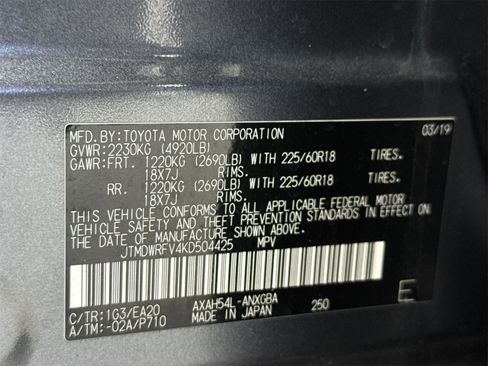 MFD.BY:TOYOTA MOTOR CORPORATION 03/19
GVWR:2230KG (4920LB)
GAWR:FRT. 1220KG (2690LB) WITH 225/60R18 TIRES.
18X7J RIMS.
RR. 1220KG (2690LB) WITH 225/60R18 TIRES.
18X7J RIMS.
THIS VEHICLE CONFORMS TO ALL APPLICABLE FEDERAL MOTOR
VEHICLE SAFETY AND THEFT PREVENTION STANDARDS IN EFFECT ON
THE DATE OF MANUFACTURE SHOWN ABOVE.
JTMDWRFV4KD504425 MPV
C/TR:1G3/EA20 AXAH54L-ANXGBA 250 E
A/TM:-02A/P710 MADE IN JAPAN